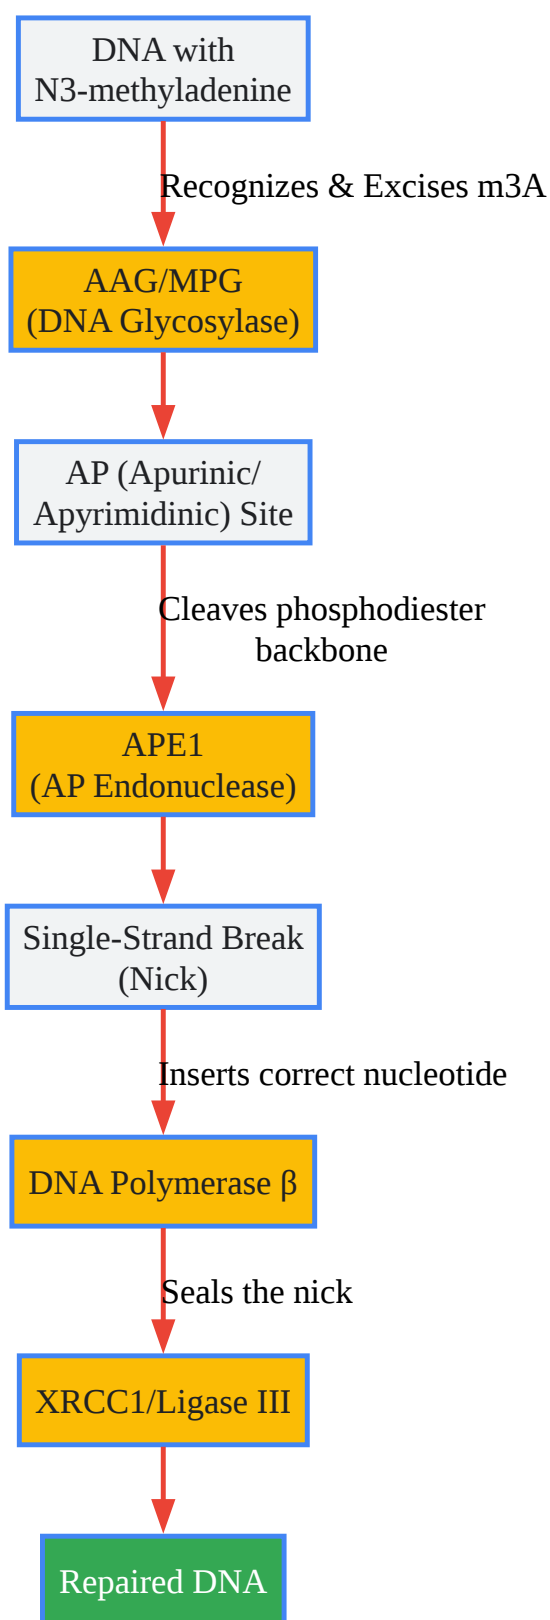 DNA with
N3-methyladenine
Recognizes & Excises m3A
AAG/MPG
(DNA Glycosylase)
AP (Apurinic/
Apyrimidinic) Site
Cleaves phosphodiester
backbone
APE1
(AP Endonuclease)
Single-Strand Break
(Nick)
Inserts correct nucleotide
DNA Polymerase β
Seals the nick
XRCC1/Ligase III
Repaired DNA